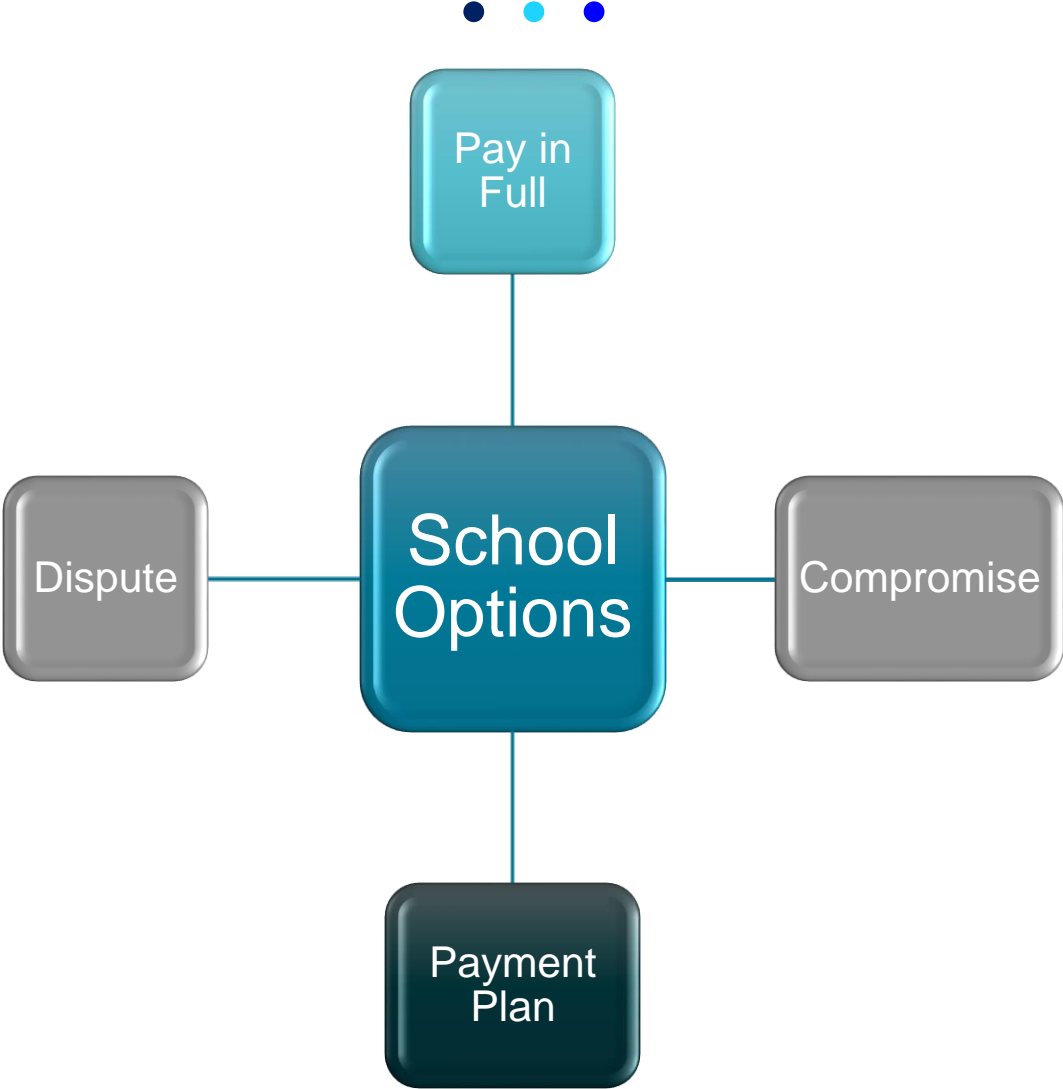 Pay in
Full
School
Options
Dispute
Compromise
Payment
Plan